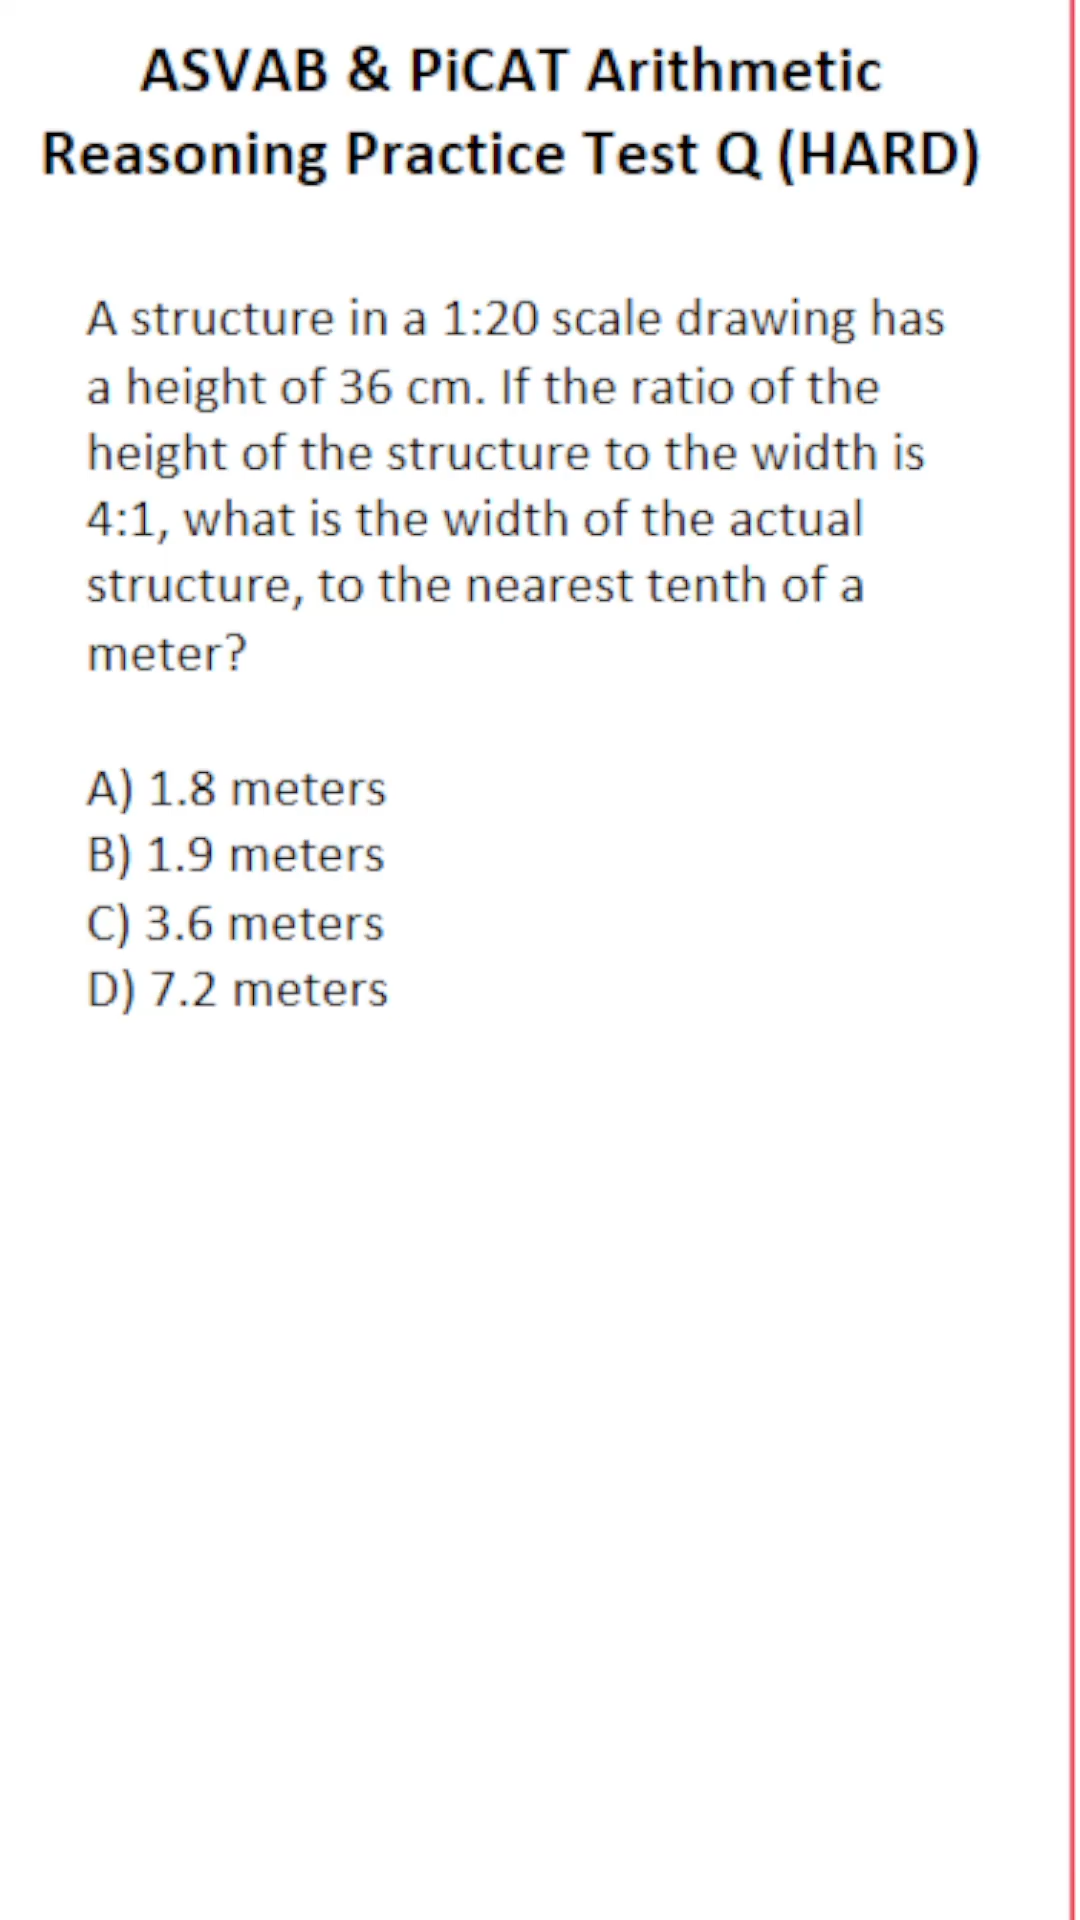 ASVAB & PiCAT Arithmetic
Reasoning Practice Test Q (HARD)
A structure in a 1:20 scale drawing has
a height of 36 cm. If the ratio of the
height of the structure to the width is
4:1, what is the width of the actual
structure, to the nearest tenth of a
meter?
A) 1.8 meters
B) 1.9 meters
C) 3.6 meters
D) 7.2 meters